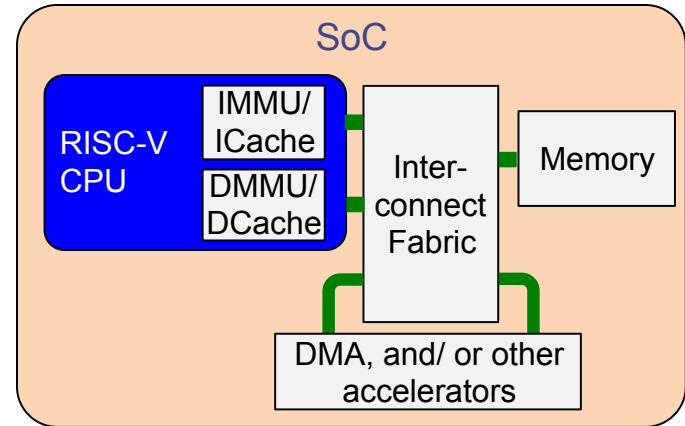 SoC
RISC-V
CPU
IMMU/
ICache
DMMU/
DCache
Inter-
connect
Fabric
Memory
DMA, and/ or other
accelerators